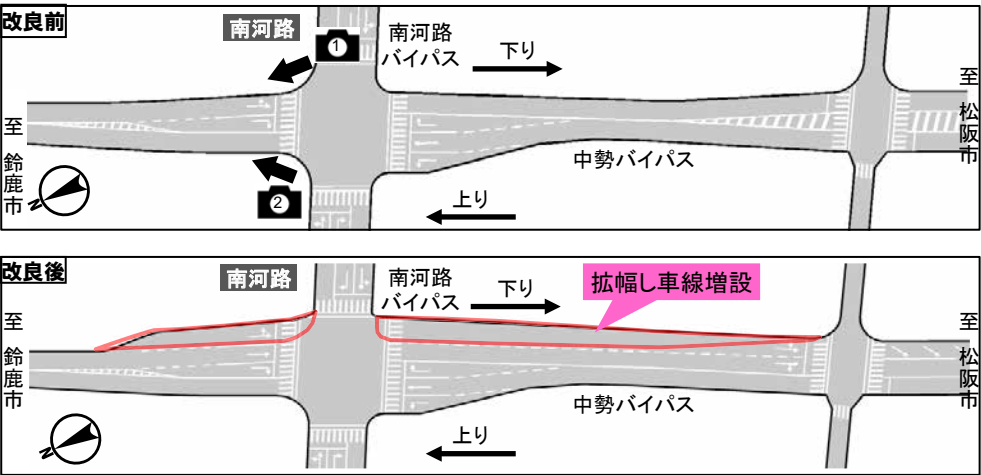 改良前
南河路
1
南河路
バイパス
下り
至 鈴鹿市
至 松阪市
中勢バイパス
N
2
上り
改良後
南河路
南河路
バイパス
下り
拡幅し車線増設
至 鈴鹿市
至 松阪市
中勢バイパス
N
上り